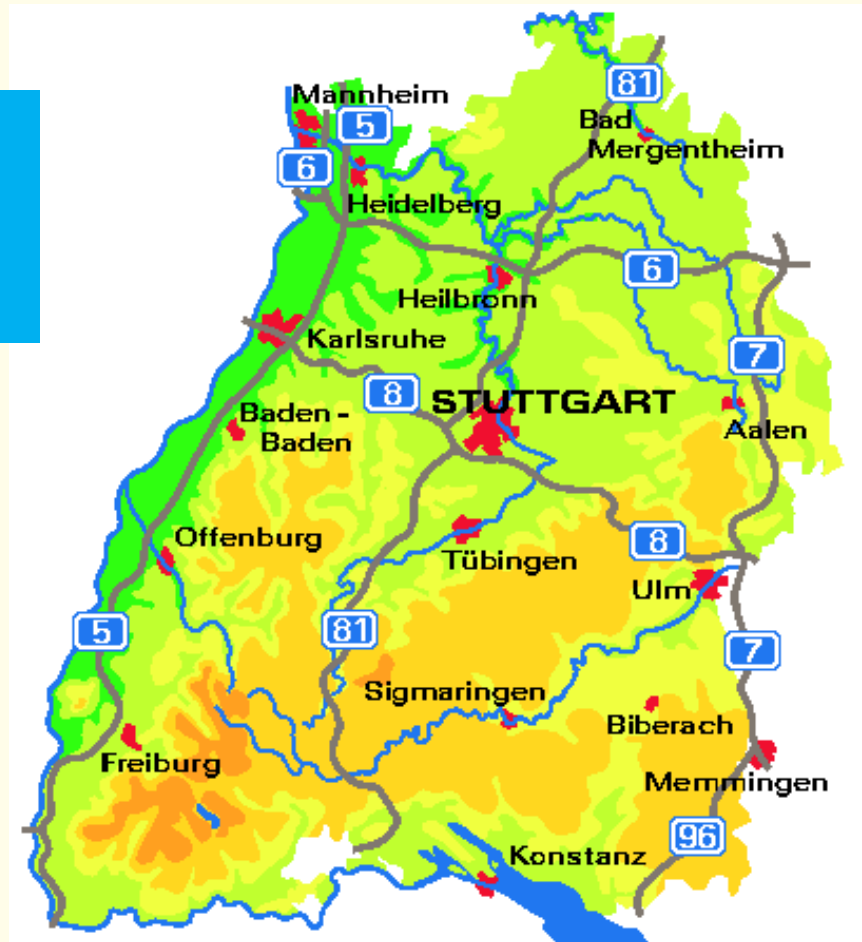 81
Mannheim
5
Bad
Mergentheim
6
Heidelberg
6
Heilbronn
Karlsruhe
7
8
STUTTGART
Baden -
Baden
Aalen
Offenburg
8
Tübingen
Ulm
5
81
7
Sigmaringen
Biberach
Freiburg
Memmingen
96
Konstanz